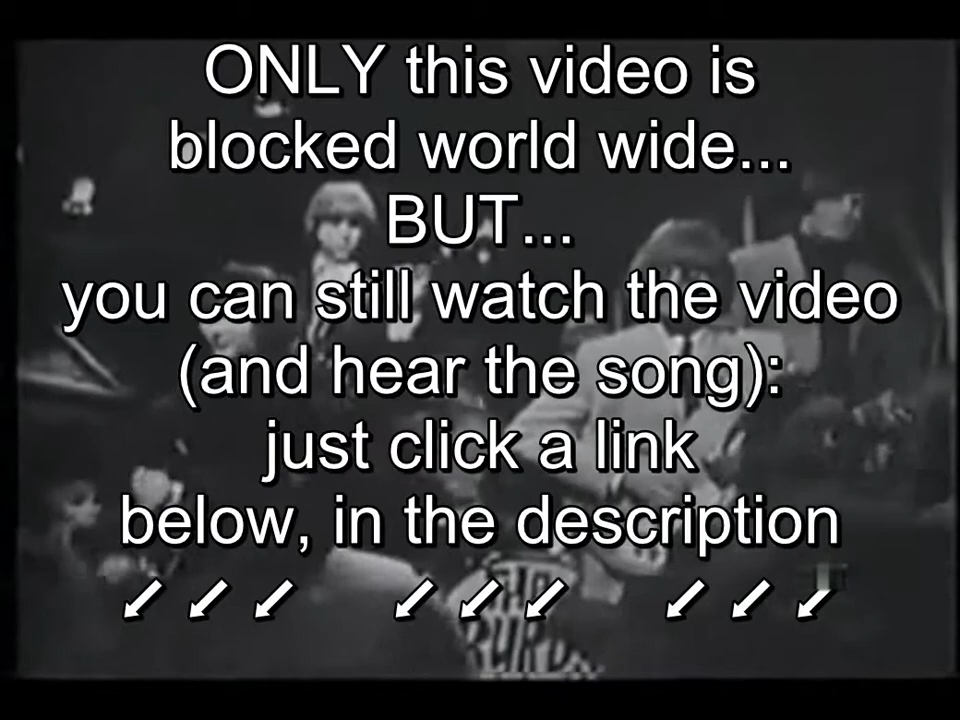 ONLY this video is
blocked world wide...
BUT...
you can still watch the video
(and hear the song):
just click a link
below, in the description